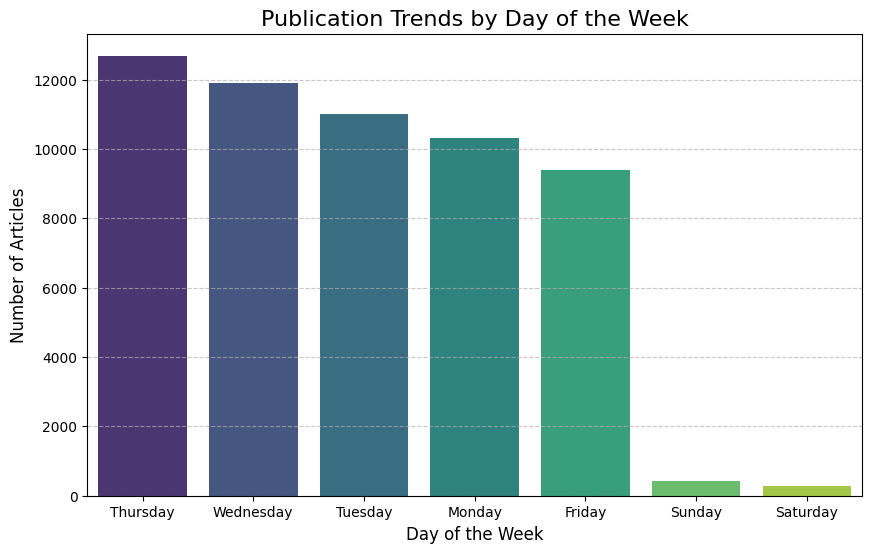 Publication Trends by Day of the Week
Number of Articles
12000
10000
8000
6000
4000
2000
0
Thursday Wednesday Tuesday Monday Friday Sunday Saturday
Day of the Week